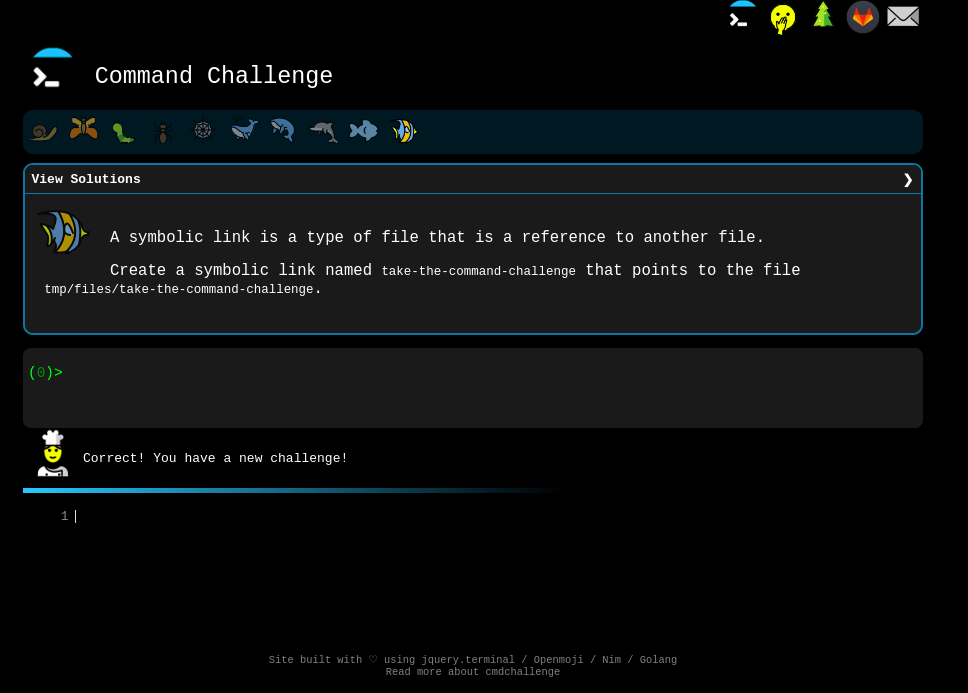 Command Challenge
View Solutions ❯
A symbolic link is a type of file that is a reference to another file.
Create a symbolic link named take-the-command-challenge that points to the file
tmp/files/take-the-command-challenge.
(0)>
Correct! You have a new challenge!
1
Site built with ♡ using jquery.terminal / Openmoji / Nim / Golang
Read more about cmdchallenge